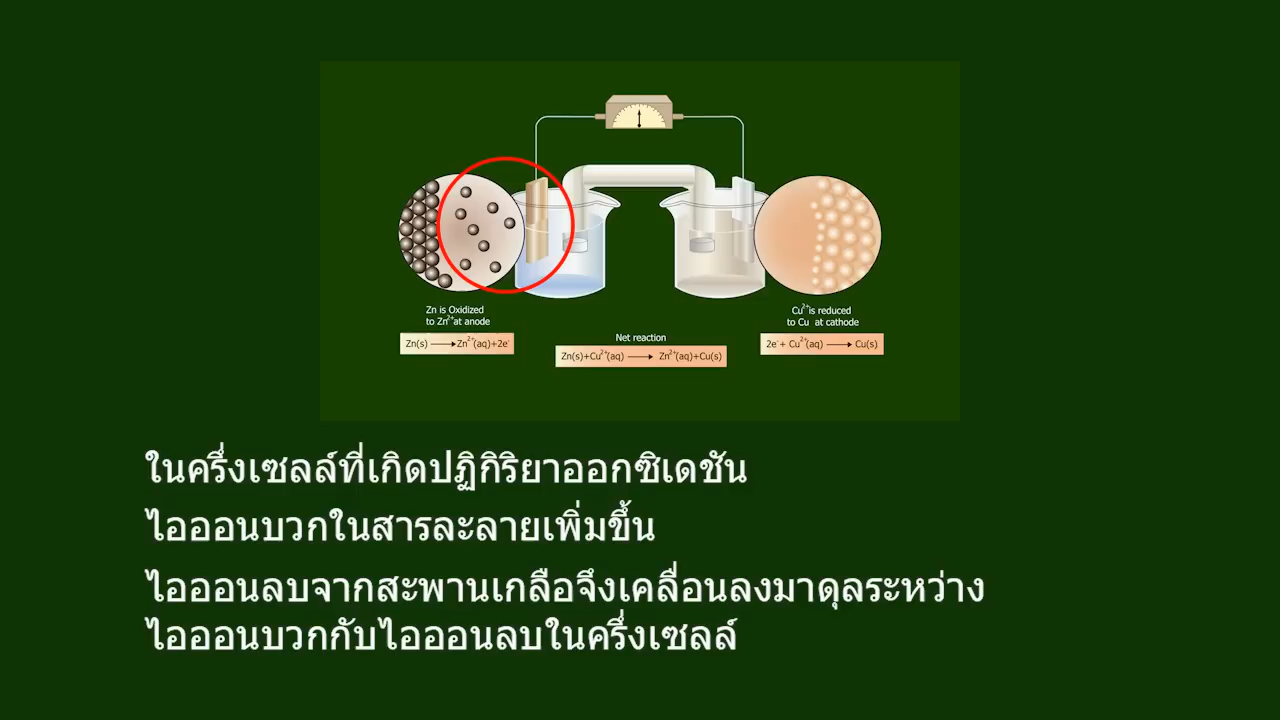 Zn is Oxidized
to Zn²⁺at anode
Zn(s) ⟶Zn²⁺(aq)+2e⁻
Net reaction
Zn(s)+Cu²⁺(aq) ⟶ Zn²⁺(aq)+Cu(s)
Cu²⁺is reduced
to Cu at cathode
2e⁻+ Cu²⁺(aq) ⟶ Cu(s)
ในครึ่งเซลล์ที่เกิดปฏิกิริยาออกซิเดชัน
ไอออนบวกในสารละลายเพิ่มขึ้น
ไอออนลบจากสะพานเกลือจึงเคลื่อนลงมาดุลระหว่าง
ไอออนบวกกับไอออนลบในครึ่งเซลล์